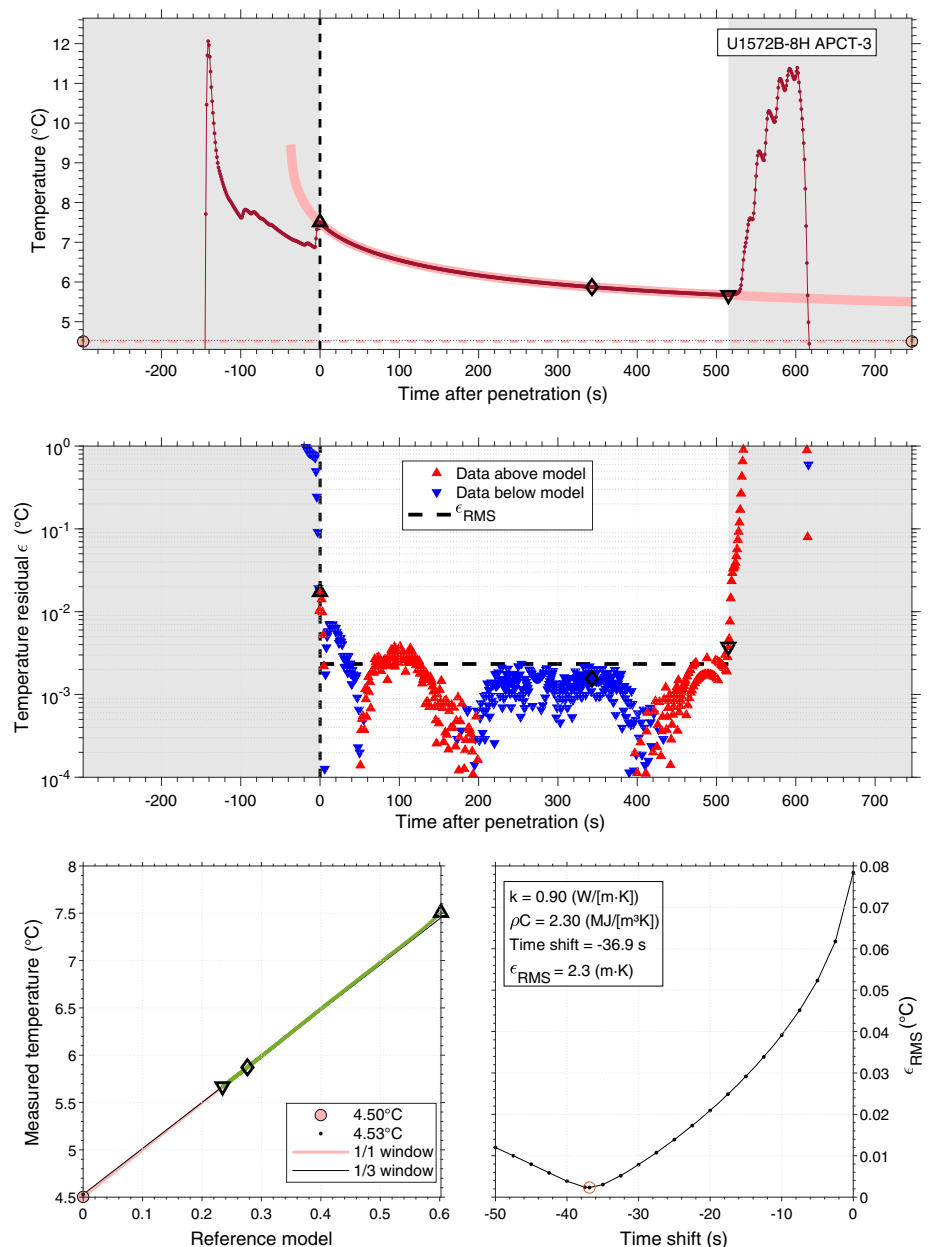 12
11
10
9
8
7
6
5
Temperature (°C)
U1572B-8H APCT-3
-200 -100 0 100 200 300 400 500 600 700
Time after penetration (s)
10⁰
10⁻¹
10⁻²
10⁻³
10⁻⁴
Temperature residual ϵ (°C)
Data above model
Data below model
ϵRMS
-200 -100 0 100 200 300 400 500 600 700
Time after penetration (s)
8
7.5
7
6.5
6
5.5
5
4.5
Measured temperature (°C)
4.50°C
4.53°C
1/1 window
1/3 window
0 0.1 0.2 0.3 0.4 0.5 0.6
Reference model
k = 0.90 (W/[m·K])
ρC = 2.30 (MJ/[m³K])
Time shift = -36.9 s
ϵRMS = 2.3 (m·K)
0.08
0.07
0.06
0.05
0.04
0.03
0.02
0.01
0
ϵRMS (°C)
-50 -40 -30 -20 -10 0
Time shift (s)